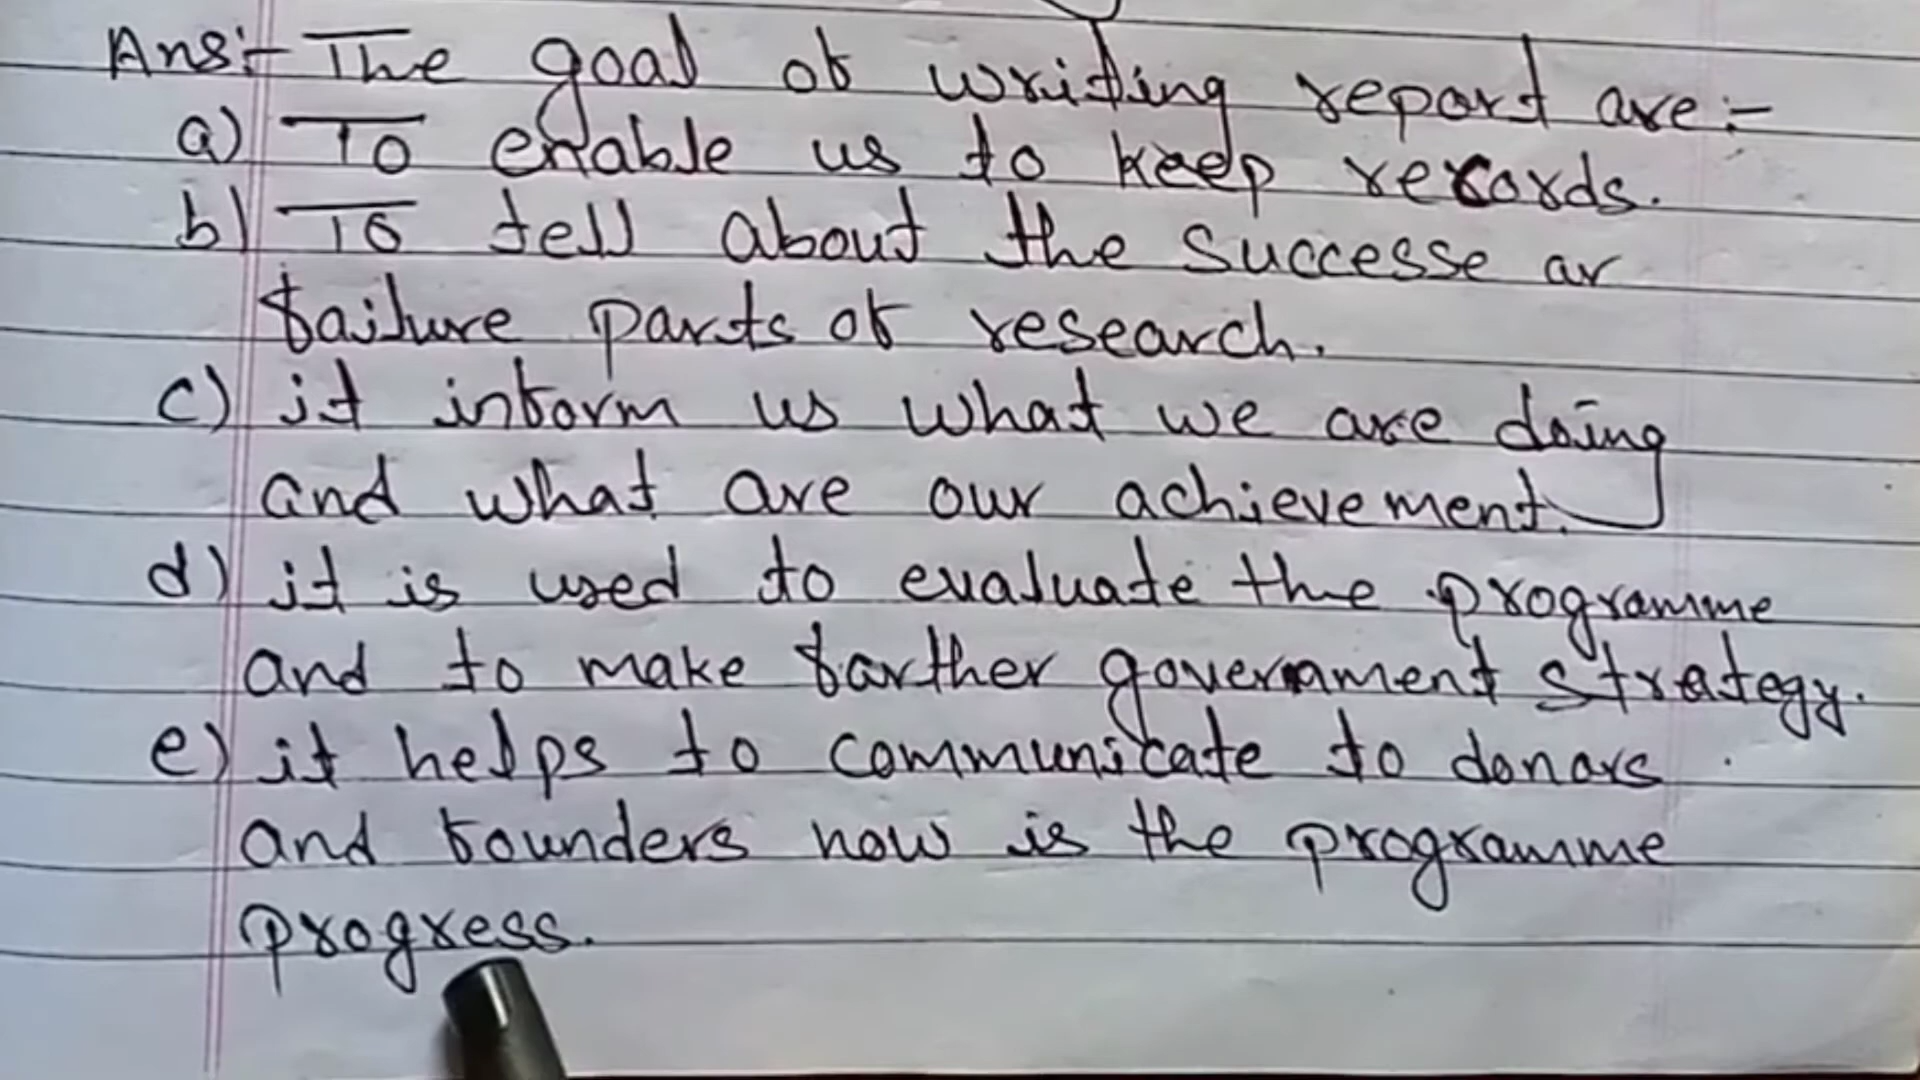 Ans:- The goal of writing report are:-
a) To enable us to keep records.
b) To tell about the successe or
failure parts of research.
c) it inform us what we are doing
and what are our achievement.
d) it is used to evaluate the programme
and to make farther government strategy.
e) it helps to communicate to donors
and founders how is the programme
progress.